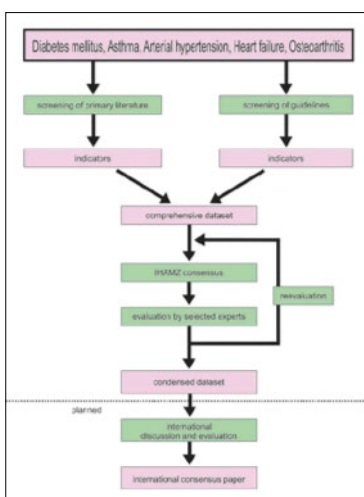 Diabetes mellitus, Asthma, Arterial hypertension, Heart failure, Osteoarthritis
screening of primary literature
screening of guidelines
indicators
indicators
comprehensive dataset
IHAMZ consensus
reevaluation
evaluation by selected experts
condensed dataset
planned
international
discussion and evaluation
international consensus paper